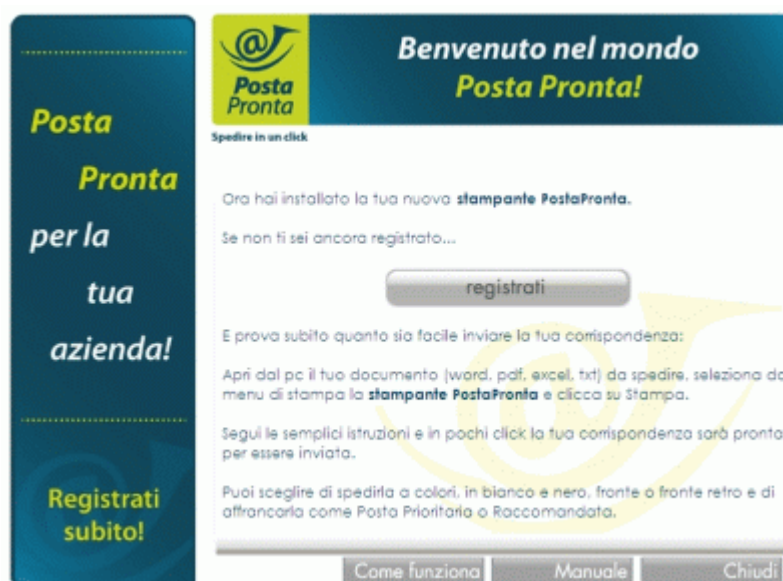 Posta
Pronta
per la
tua
azienda!
Registrati
subito!
Posta
Pronta
Spedire in un click
Benvenuto nel mondo
Posta Pronta!
Ora hai installato la tua nuova stampante PostaPronta.
Se non ti sei ancora registrato...
registrati
E prova subito quanto sia facile inviare la tua corrispondenza:
Apri dal pc il tuo documento (word, pdf, excel, txt) da spedire, seleziona da
menu di stampa la stampante PostaPronta e clicca su Stampa.
Segui le semplici istruzioni e in pochi click la tua corrispondenza sarà pronta
per essere inviata.
Puoi sceglire di spedirla a colori, in bianco e nero, fronte o fronte retro e di
affrancarla come Posta Prioritaria o Raccomandata.
Come funziona
Manuale
Chiudi